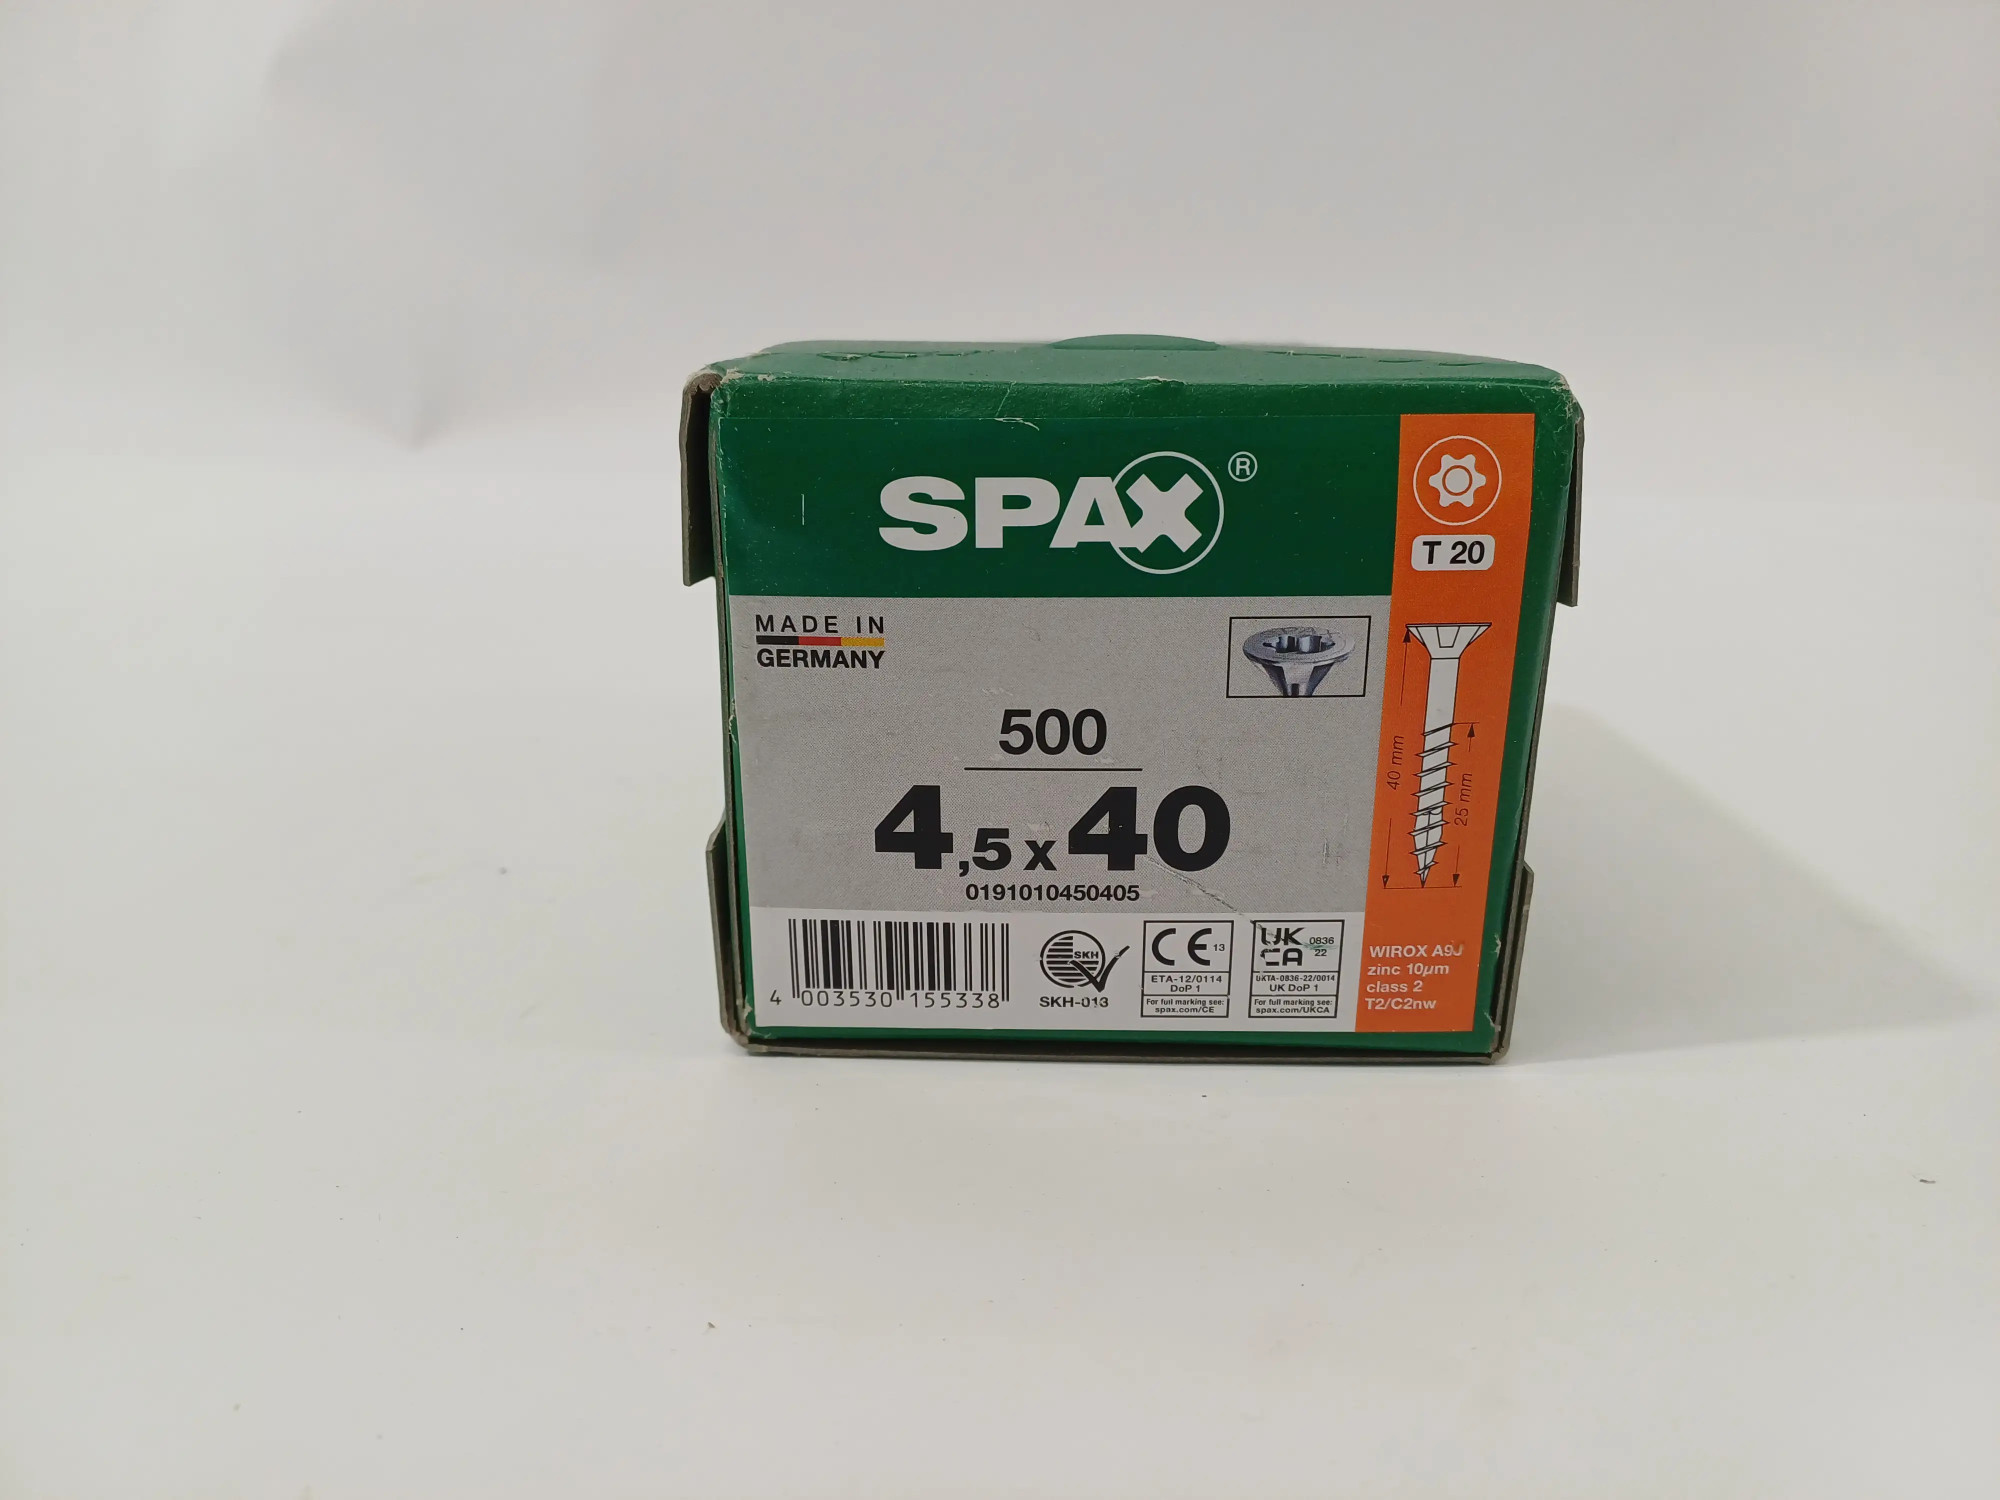 SPAX®
T 20
MADE IN
GERMANY
500
4,5 x 40
0191010450405
40 mm
25 mm
4 003530 155338
SKH
SKH-013
CE 13
ETA-12/0114
DoP 1
For full marking see:
spax.com/CE
UK
CA
0836
22
UKTA-0836-22/0014
UK DoP 1
For full marking see:
spax.com/UKCA
WIROX A9J
zinc 10µm
class 2
T2/C2nw